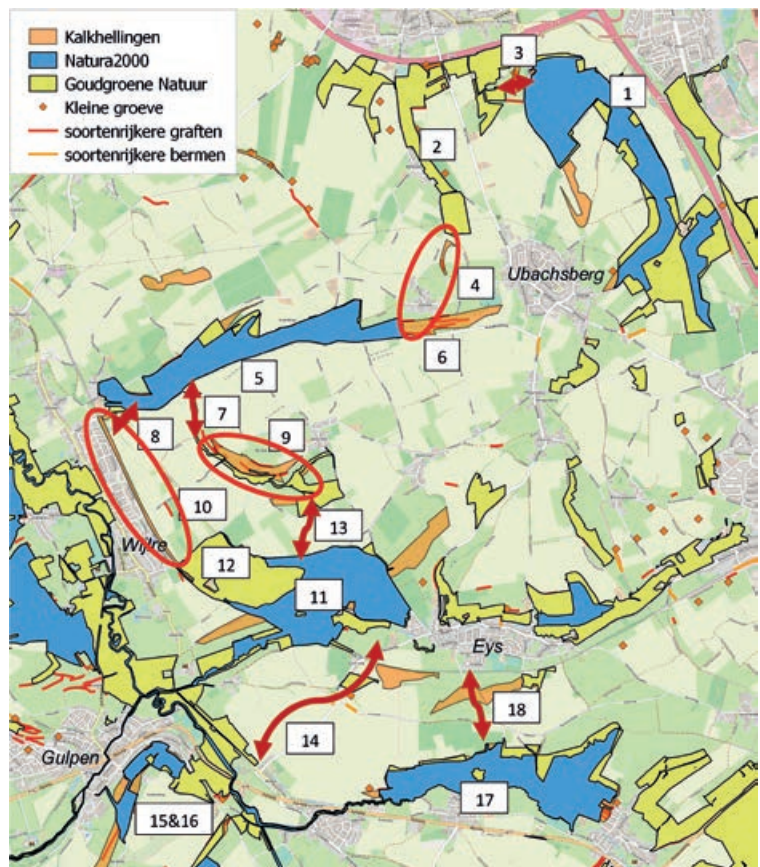 Kalkhellingen
Natura2000
Goudgroene Natuur
Kleine groeve
soortenrijkere graften
soortenrijkere bermen
3
1
2
4
Ubachsberg
6
5
7
8
9
10
13
Wijlre
12
11
Eys
18
14
Gulpen
17
15&16